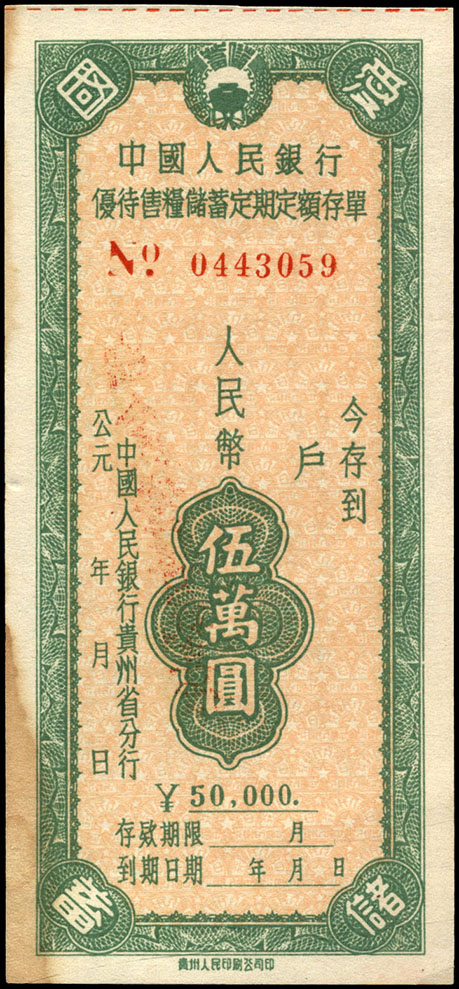 國
愛
中國人民銀行
優待售糧儲蓄定期定額存單
No. 0443059
今存到
戶
人民幣
伍萬圓
中國人民銀行貴州省分行
公元 年 月 日
¥ 50,000.
存款期限 月
到期日期 年 月 日
蓄
儲
貴州人民印刷公司印